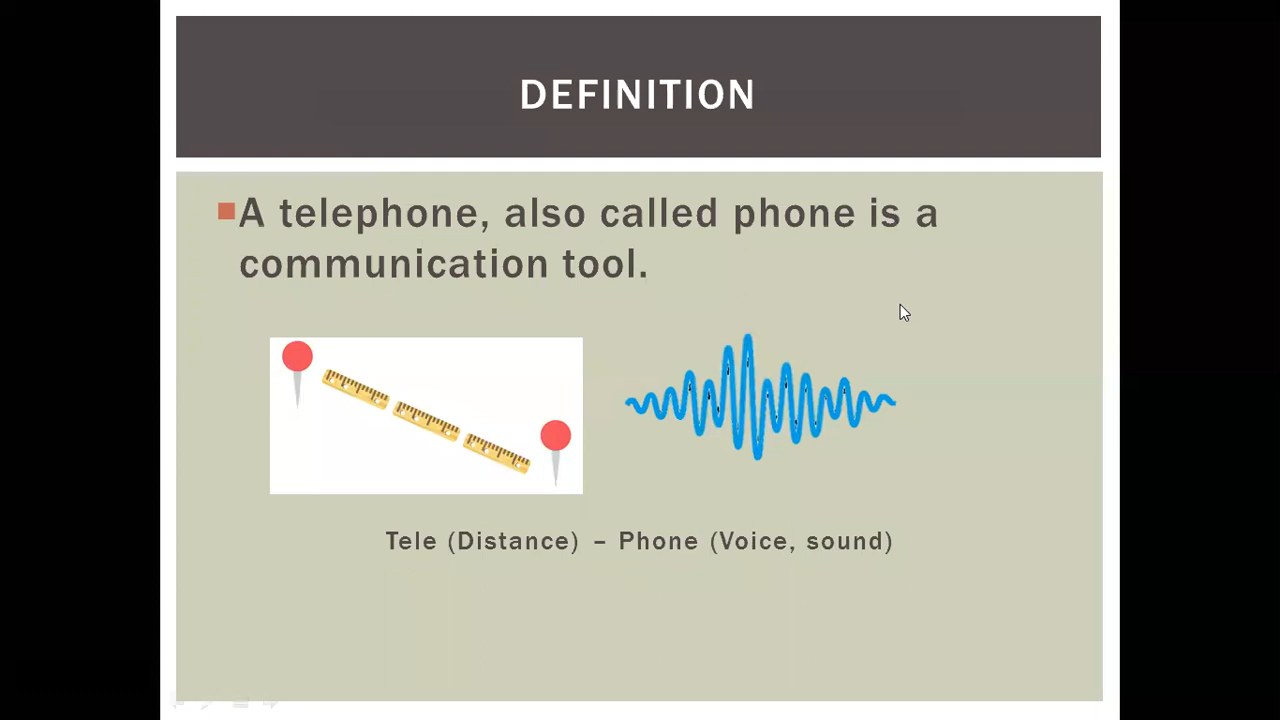 DEFINITION
A telephone, also called phone is a
communication tool.
Tele (Distance) – Phone (Voice, sound)